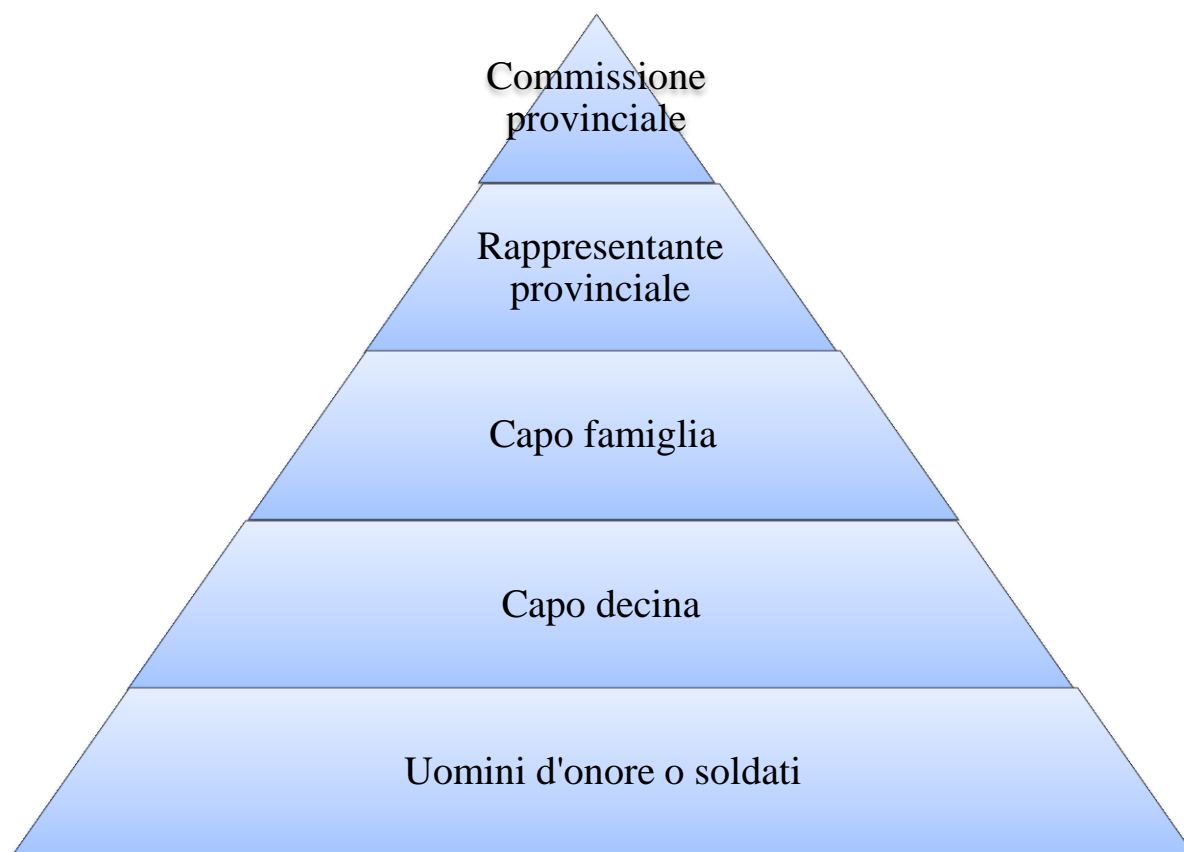 Commissione
provinciale
Rappresentante
provinciale
Capo famiglia
Capo decina
Uomini d'onore o soldati